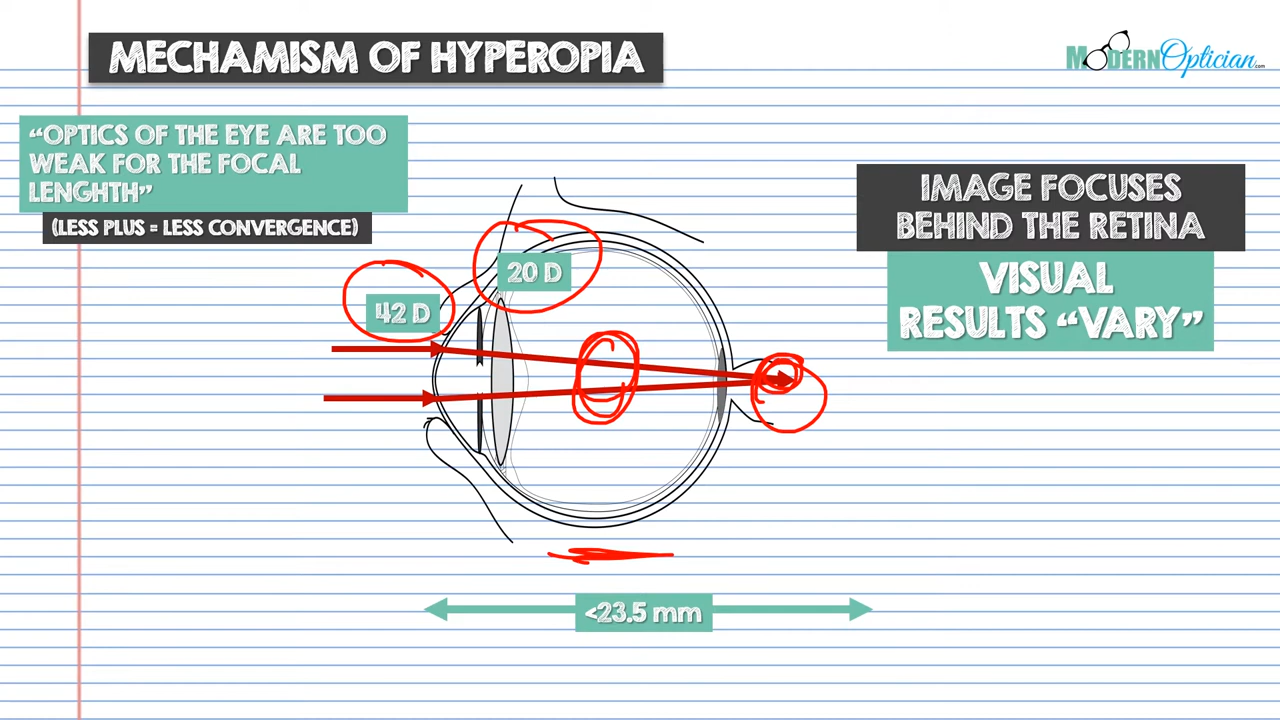 MECHAMISM OF HYPEROPIA
MODERNOptician.com
"OPTICS OF THE EYE ARE TOO
WEAK FOR THE FOCAL
LENGHTH"
(LESS PLUS = LESS CONVERGENCE)
IMAGE FOCUSES
BEHIND THE RETINA
VISUAL
RESULTS "VARY"
20 D
42 D
<23.5 mm